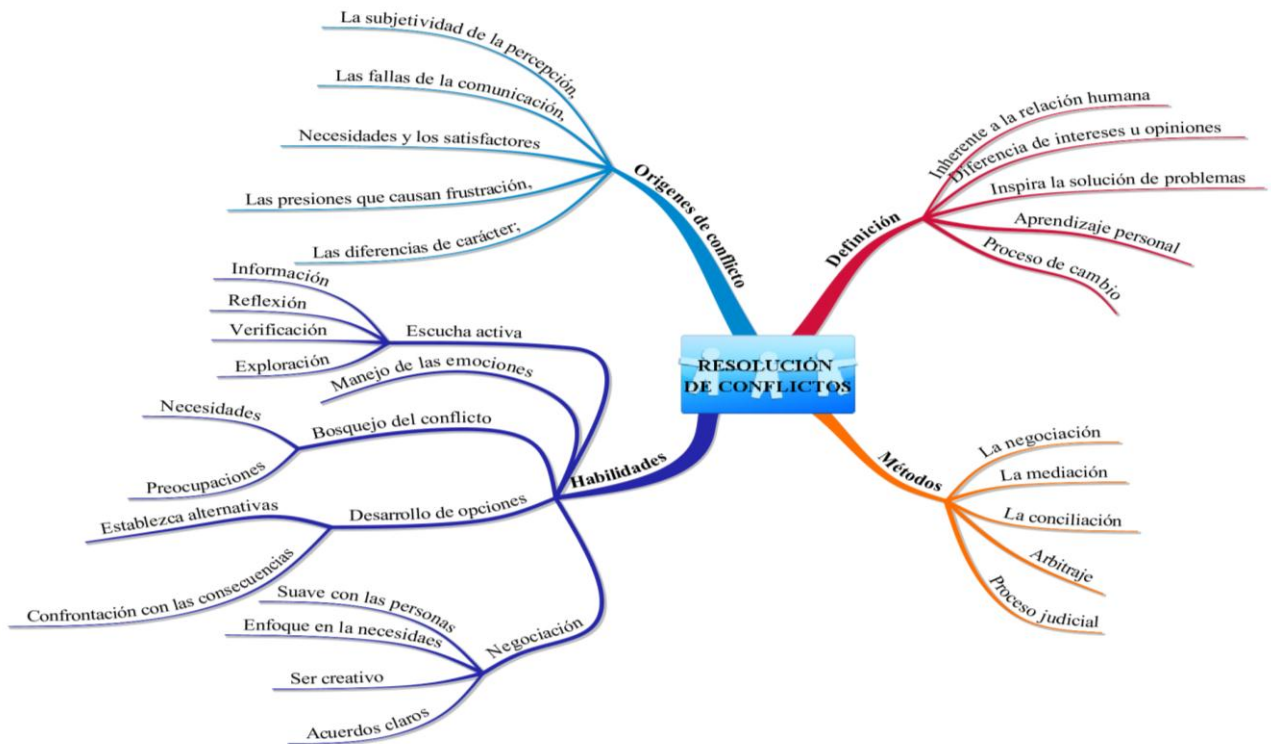 RESOLUCIÓN
DE CONFLICTOS
Origenes de conflicto
La subjetividad de la percepción,
Las fallas de la comunicación,
Necesidades y los satisfactores
Las presiones que causan frustración,
Las diferencias de carácter;
Definición
Inherente a la relación humana
Diferencia de intereses u opiniones
Inspira la solución de problemas
Aprendizaje personal
Proceso de cambio
Habilidades
Escucha activa
Información
Reflexión
Verificación
Exploración
Manejo de las emociones
Bosquejo del conflicto
Necesidades
Preocupaciones
Desarrollo de opciones
Establezca alternativas
Confrontación con las consecuencias
Negociación
Suave con las personas
Enfoque en la necesidaes
Ser creativo
Acuerdos claros
Métodos
La negociación
La mediación
La conciliación
Arbitraje
Proceso judicial